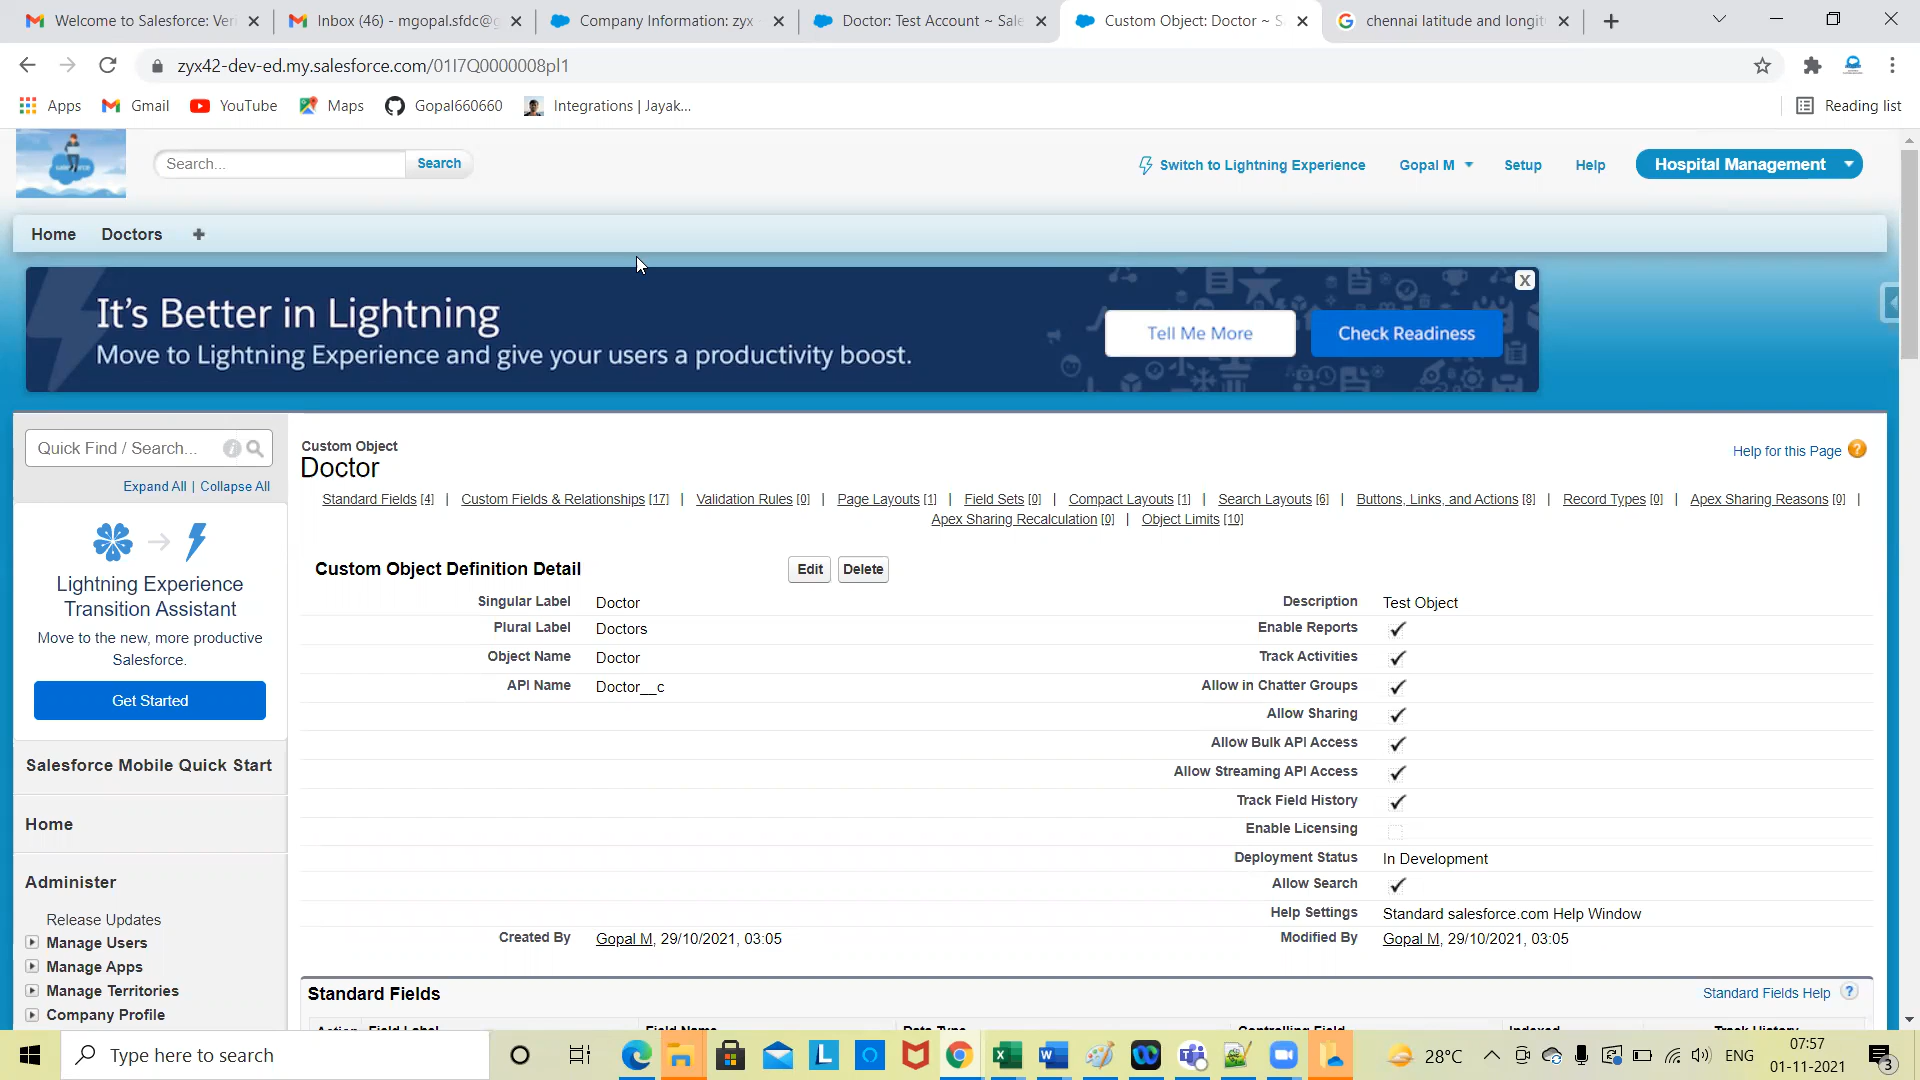 Welcome to Salesforce: Veri
Inbox (46) - mgopal.sfdc@g
Company Information: zyx
Doctor: Test Account ~ Sale
Custom Object: Doctor ~ S
chennai latitude and longit
zyx42-dev-ed.my.salesforce.com/01I7Q0000008pl1
Apps Gmail YouTube Maps Gopal660660 Integrations | Jayak... Reading list
Search... Search Switch to Lightning Experience Gopal M Setup Help Hospital Management
Home Doctors +
It's Better in Lightning
Move to Lightning Experience and give your users a productivity boost.
Tell Me More Check Readiness X
Quick Find / Search...
Expand All | Collapse All
Lightning Experience
Transition Assistant
Move to the new, more productive
Salesforce.
Get Started
Salesforce Mobile Quick Start
Home
Administer
Release Updates
Manage Users
Manage Apps
Manage Territories
Company Profile
Custom Object
Doctor
Help for this Page ?
Standard Fields [4] | Custom Fields & Relationships [17] | Validation Rules [0] | Page Layouts [1] | Field Sets [0] | Compact Layouts [1] | Search Layouts [6] | Buttons, Links, and Actions [8] | Record Types [0] | Apex Sharing Reasons [0] |
Apex Sharing Recalculation [0] | Object Limits [10]
Custom Object Definition Detail Edit Delete
Singular Label Doctor Description Test Object
Plural Label Doctors Enable Reports
Object Name Doctor Track Activities
API Name Doctor__c Allow in Chatter Groups
Allow Sharing
Allow Bulk API Access
Allow Streaming API Access
Track Field History
Enable Licensing
Deployment Status In Development
Allow Search
Help Settings Standard salesforce.com Help Window
Created By Gopal M, 29/10/2021, 03:05 Modified By Gopal M, 29/10/2021, 03:05
Standard Fields Standard Fields Help ?
Action Field Label Field Name Data Type Controlling Field Indexed Track History
Type here to search 28°C ENG 07:57
01-11-2021 3